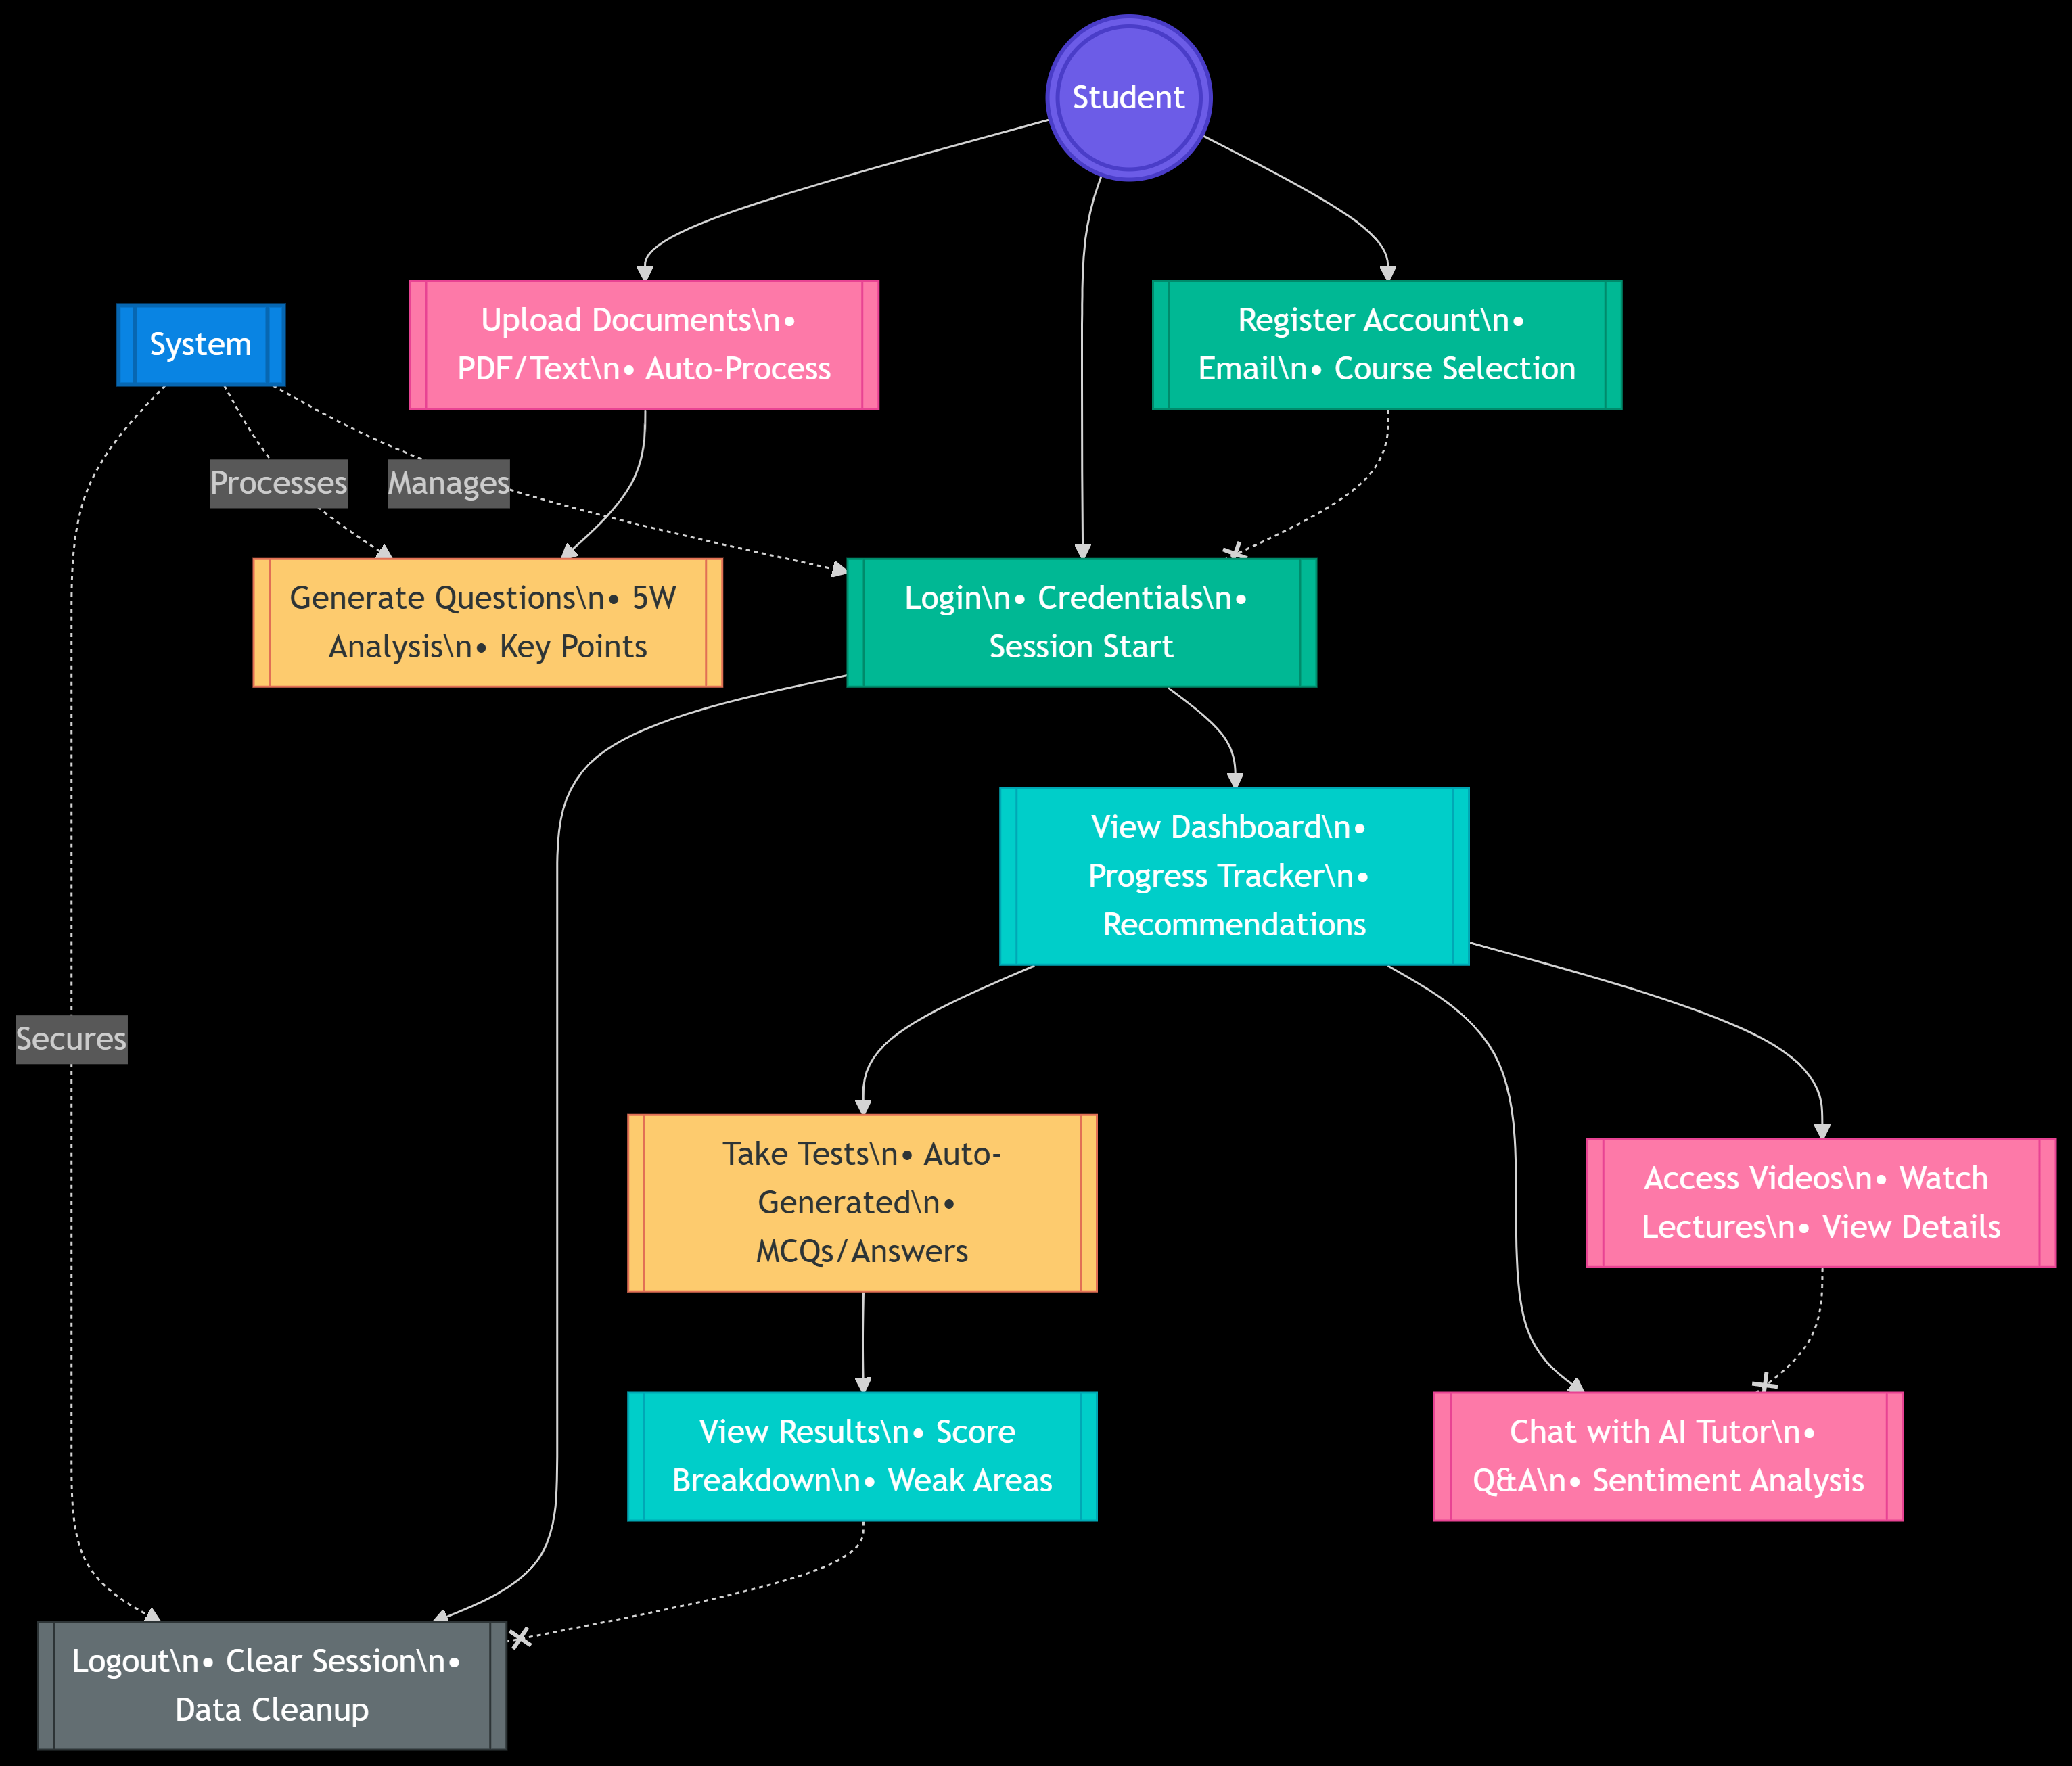 Student
System
Upload Documents\n•
PDF/Text\n• Auto-Process
Register Account\n•
Email\n• Course Selection
Processes
Manages
Generate Questions\n• 5W
Analysis\n• Key Points
Login\n• Credentials\n•
Session Start
View Dashboard\n•
Progress Tracker\n•
Recommendations
Secures
Take Tests\n• Auto-
Generated\n•
MCQs/Answers
Access Videos\n• Watch
Lectures\n• View Details
View Results\n• Score
Breakdown\n• Weak Areas
Chat with AI Tutor\n•
Q&A\n• Sentiment Analysis
Logout\n• Clear Session\n•
Data Cleanup